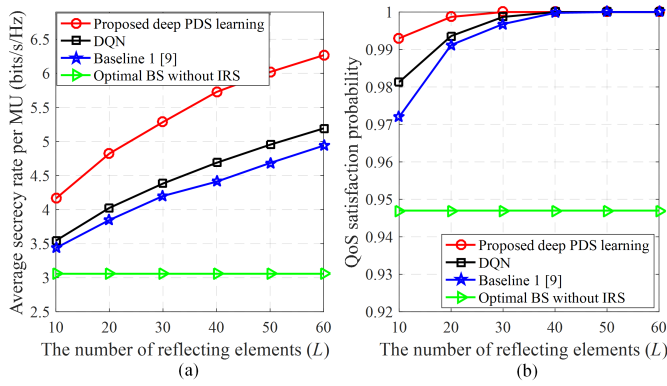 Average secrecy rate per MU (bits/s/Hz)
6.5
6
5.5
5
4.5
4
3.5
3
2.5
Proposed deep PDS learning
DQN
Baseline 1 [9]
Optimal BS without IRS
10 20 30 40 50 60
The number of reflecting elements (L)
(a)
QoS satisfaction probability
1
0.99
0.98
0.97
0.96
0.95
0.94
0.93
0.92
Proposed deep PDS learning
DQN
Baseline 1 [9]
Optimal BS without IRS
10 20 30 40 50 60
The number of reflecting elements (L)
(b)